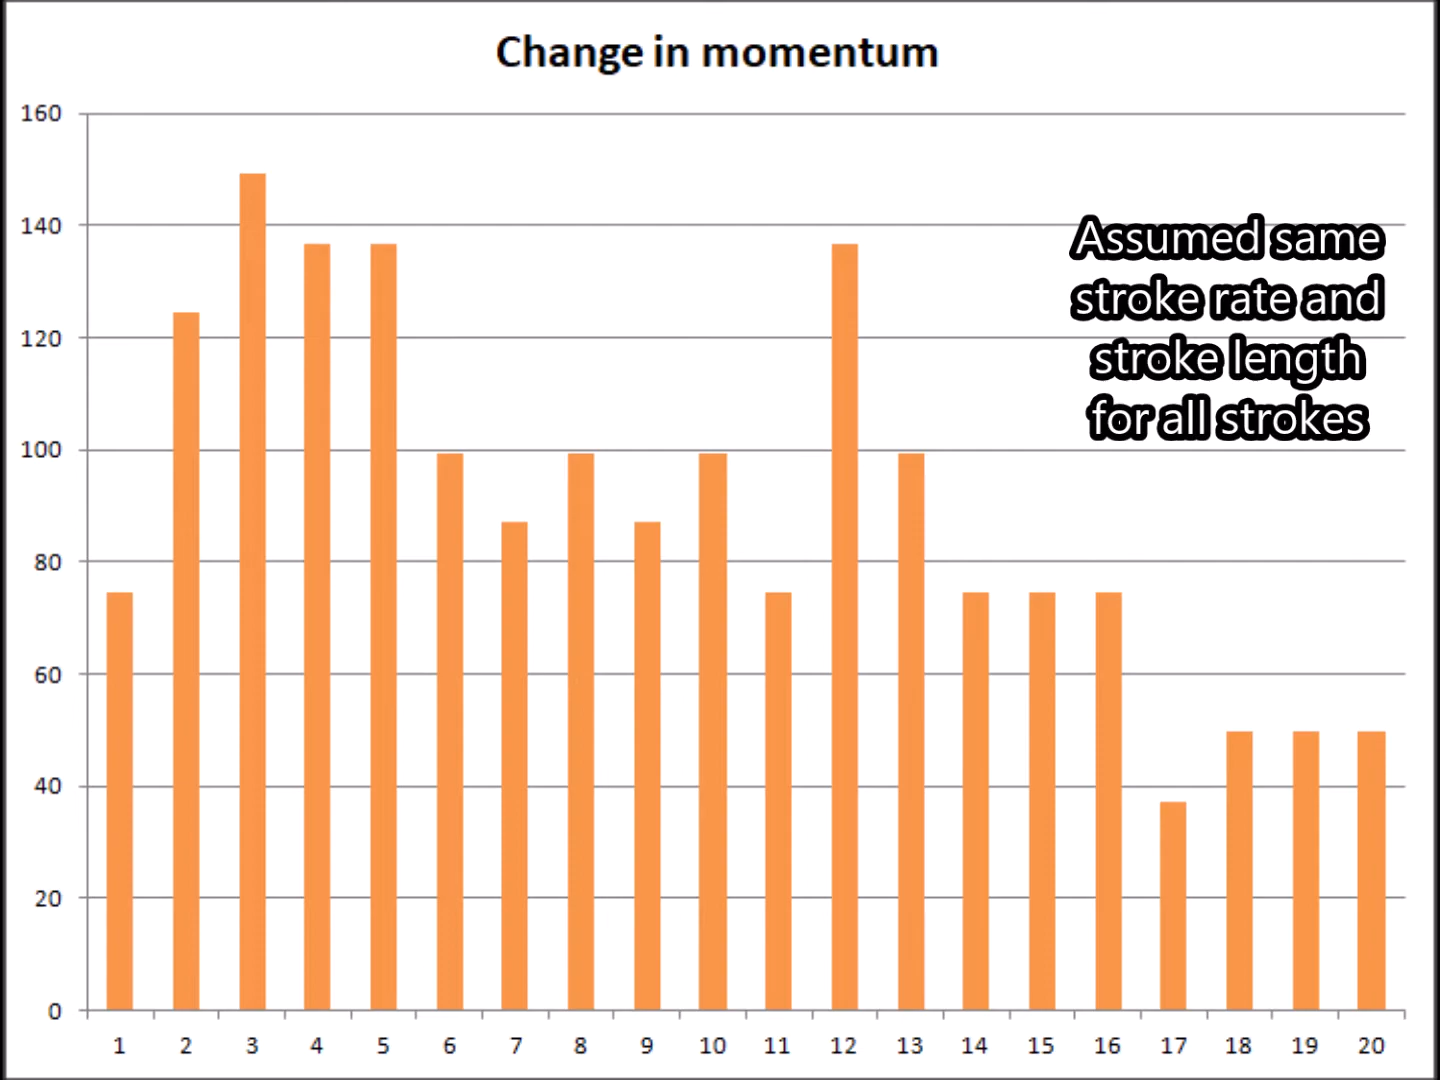 Change in momentum
160
140
120
100
80
60
40
20
0
Assumed same
stroke rate and
stroke length
for all strokes
1 2 3 4 5 6 7 8 9 10 11 12 13 14 15 16 17 18 19 20